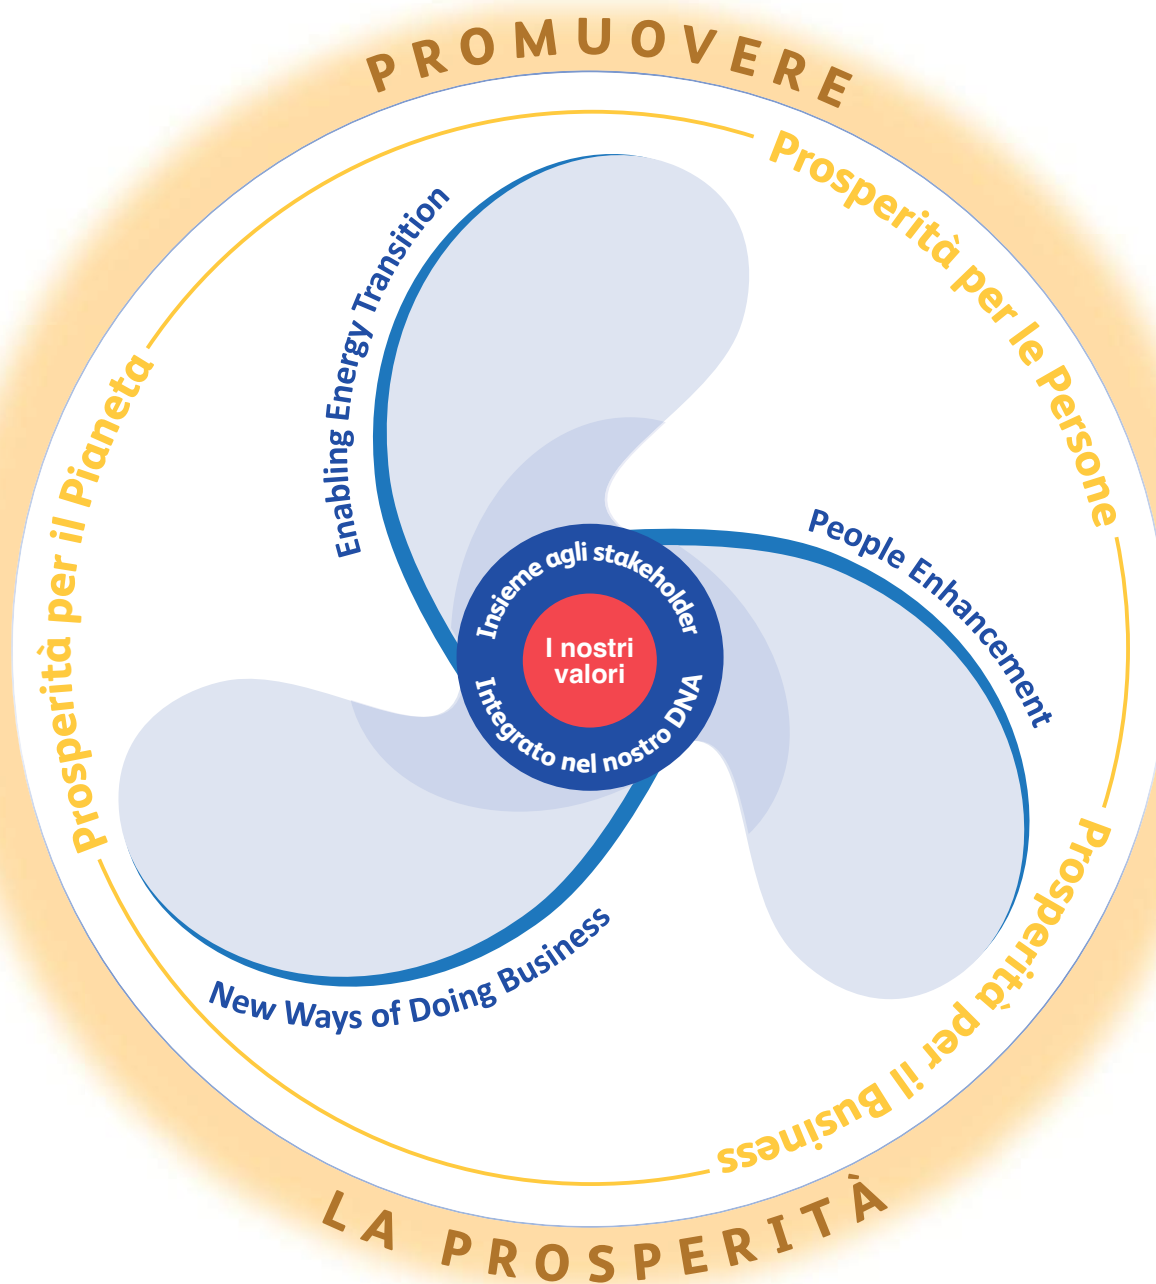 PROMUOVERE
Prosperità per le Persone
Prosperità per il Pianeta
Enabling Energy Transition
People Enhancement
Insieme agli stakeholder
I nostri
valori
Integrato nel nostro DNA
New Ways of Doing Business
Prosperità per il Business
LA PROSPERITÀ